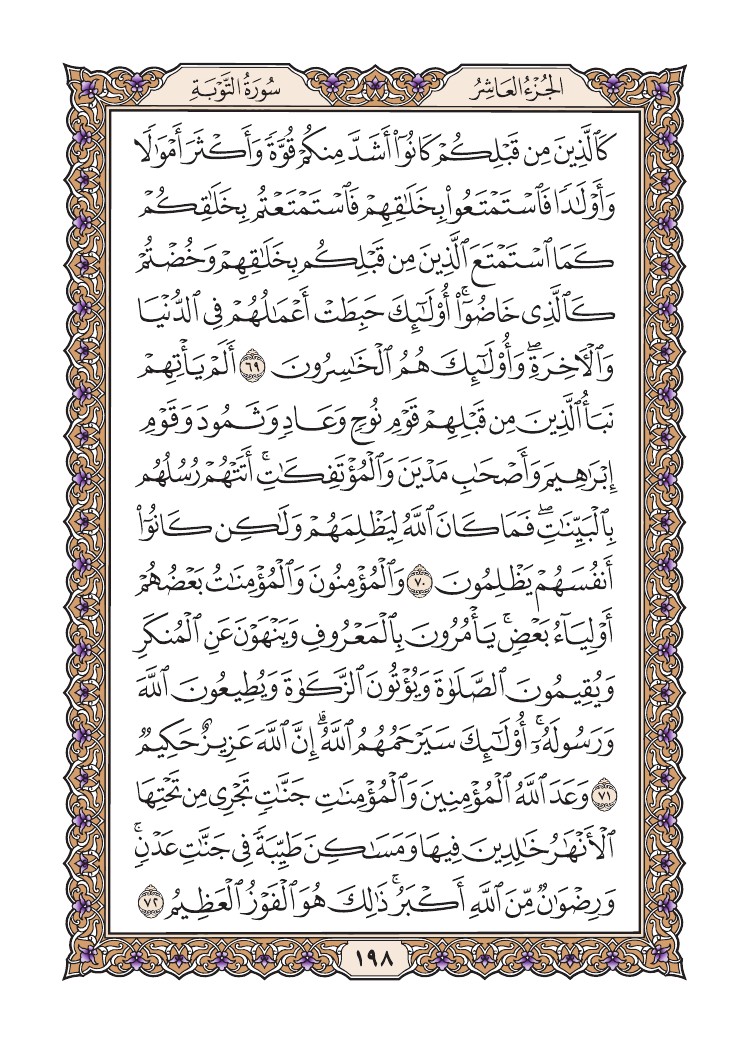 الجُزْءُ العَاشِرُ
سُورَةُ التَّوْبَةِ
كَٱلَّذِينَ مِن قَبْلِكُمْ كَانُوٓا۟ أَشَدَّ مِنكُمْ قُوَّةً وَأَكْثَرَ أَمْوَٰلًا
وَأَوْلَٰدًا فَٱسْتَمْتَعُوا۟ بِخَلَٰقِهِمْ فَٱسْتَمْتَعْتُم بِخَلَٰقِكُمْ
كَمَا ٱسْتَمْتَعَ ٱلَّذِينَ مِن قَبْلِكُم بِخَلَٰقِهِمْ وَخُضْتُمْ
كَٱلَّذِى خَاضُوٓا۟ ۚ أُو۟لَٰٓئِكَ حَبِطَتْ أَعْمَٰلُهُمْ فِى ٱلدُّنْيَا
وَٱلْءَاخِرَةِ ۖ وَأُو۟لَٰٓئِكَ هُمُ ٱلْخَٰسِرُونَ ٦٩ أَلَمْ يَأْتِهِمْ
نَبَأُ ٱلَّذِينَ مِن قَبْلِهِمْ قَوْمِ نُوحٍ وَعَادٍ وَثَمُودَ وَقَوْمِ
إِبْرَٰهِيمَ وَأَصْحَٰبِ مَدْيَنَ وَٱلْمُؤْتَفِكَٰتِ ۚ أَتَتْهُمْ رُسُلُهُم
بِٱلْبَيِّنَٰتِ ۖ فَمَا كَانَ ٱللَّهُ لِيَظْلِمَهُمْ وَلَٰكِن كَانُوٓا۟
أَنفُسَهُمْ يَظْلِمُونَ ٧٠ وَٱلْمُؤْمِنُونَ وَٱلْمُؤْمِنَٰتُ بَعْضُهُمْ
أَوْلِيَآءُ بَعْضٍ ۚ يَأْمُرُونَ بِٱلْمَعْرُوفِ وَيَنْهَوْنَ عَنِ ٱلْمُنكَرِ
وَيُقِيمُونَ ٱلصَّلَوٰةَ وَيُؤْتُونَ ٱلزَّكَوٰةَ وَيُطِيعُونَ ٱللَّهَ
وَرَسُولَهُۥٓ ۚ أُو۟لَٰٓئِكَ سَيَرْحَمُهُمُ ٱللَّهُ ۗ إِنَّ ٱللَّهَ عَزِيزٌ حَكِيمٌ
٧١ وَعَدَ ٱللَّهُ ٱلْمُؤْمِنِينَ وَٱلْمُؤْمِنَٰتِ جَنَّٰتٍ تَجْرِى مِن تَحْتِهَا
ٱلْأَنْهَٰرُ خَٰلِدِينَ فِيهَا وَمَسَٰكِنَ طَيِّبَةً فِى جَنَّٰتِ عَدْنٍ ۚ
وَرِضْوَٰنٌ مِّنَ ٱللَّهِ أَكْبَرُ ۚ ذَٰلِكَ هُوَ ٱلْفَوْزُ ٱلْعَظِيمُ ٧٢
١٩٨